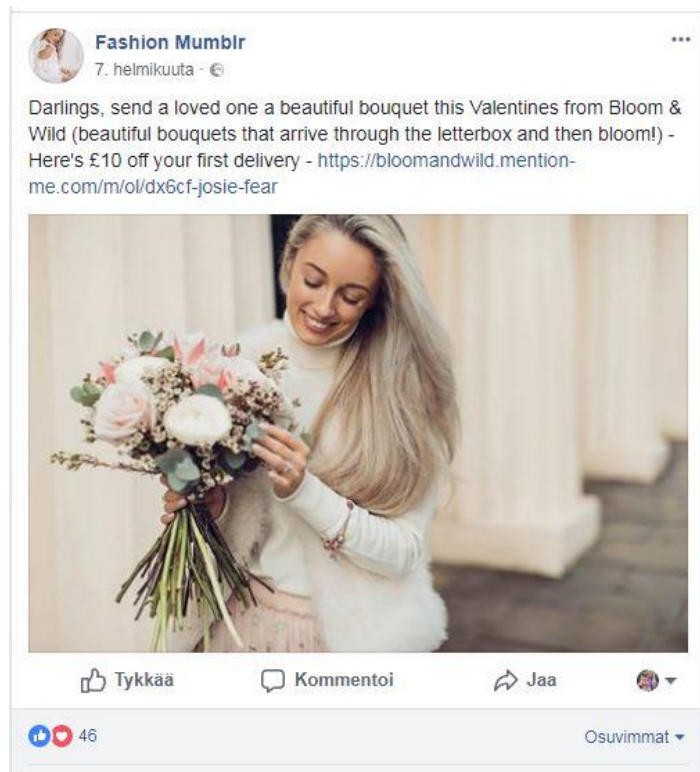 Fashion Mumblr
7. helmikuuta ·
Darlings, send a loved one a beautiful bouquet this Valentines from Bloom &
Wild (beautiful bouquets that arrive through the letterbox and then bloom!) -
Here's £10 off your first delivery - https://bloomandwild.mention-
me.com/m/ol/dx6cf-josie-fear
Tykkää Kommentoi Jaa
46 Osuvimmat